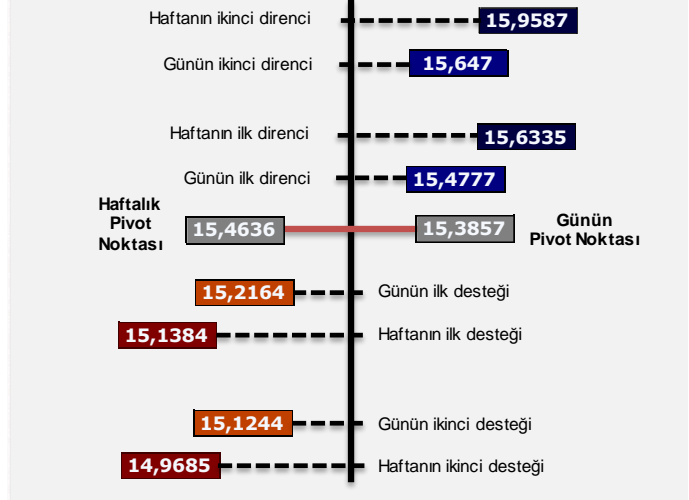 Haftanın ikinci direnci
15,9587
Günün ikinci direnci
15,647
Haftanın ilk direnci
15,6335
Günün ilk direnci
15,4777
Haftalık
Pivot
Noktası
15,4636
15,3857
Günün
Pivot Noktası
15,2164
Günün ilk desteği
15,1384
Haftanın ilk desteği
15,1244
Günün ikinci desteği
14,9685
Haftanın ikinci desteği